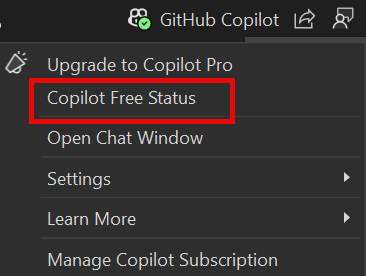 GitHub Copilot
Upgrade to Copilot Pro
Copilot Free Status
Open Chat Window
Settings
Learn More
Manage Copilot Subscription